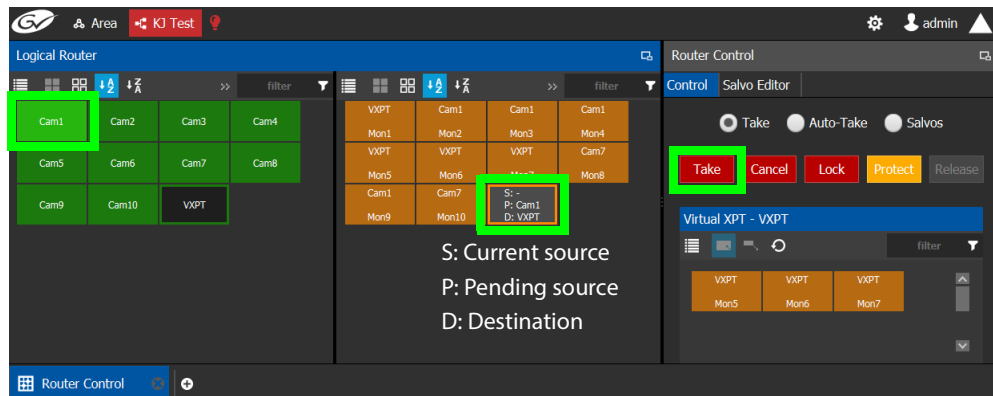 GV Area KJ Test admin
Logical Router
Router Control
filter filter
Control Salvo Editor
Take Auto-Take Salvos
Take Cancel Lock Protect Release
Cam1 Cam2 Cam3 Cam4
Cam5 Cam6 Cam7 Cam8
Cam9 Cam10 VXPT
VXPT Cam1 Cam1 Cam1
Mon1 Mon2 Mon3 Mon4
VXPT VXPT VXPT Cam7
Mon5 Mon6 Mon7 Mon8
Cam1 Cam7 S: -
P: Cam1
Mon9 Mon10 D: VXPT
S: Current source
P: Pending source
D: Destination
Virtual XPT - VXPT
filter
VXPT VXPT VXPT
Mon5 Mon6 Mon7
Router Control